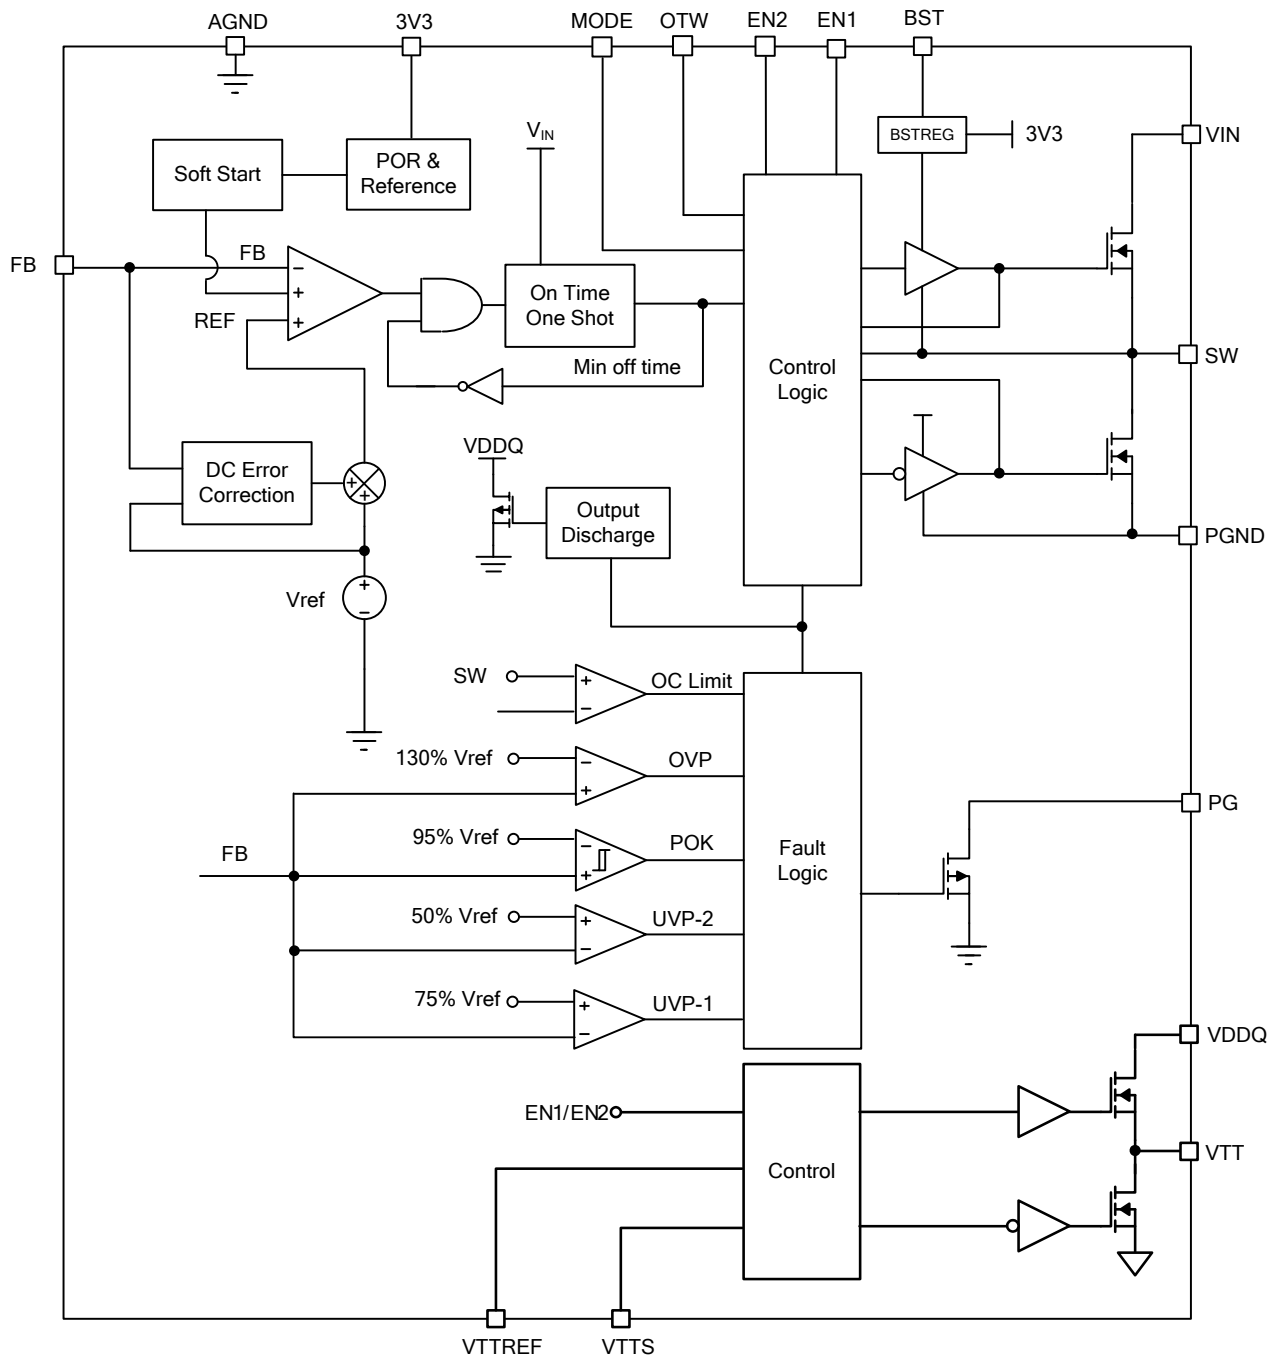 AGND
3V3
MODE
OTW
EN2
EN1
BST
VIN
BSTREG
3V3
Soft Start
POR &
Reference
VIN
FB
FB
−
+
+
REF
On Time
One Shot
Min off time
Control
Logic
SW
DC Error
Correction
+
+
VDDQ
Output
Discharge
PGND
Vref
+
−
SW
+
−
OC Limit
130% Vref
−
+
OVP
PG
95% Vref
−
+
POK
FB
Fault
Logic
50% Vref
+
−
UVP-2
75% Vref
+
−
UVP-1
VDDQ
EN1/EN2
Control
VTT
VTTREF
VTTS